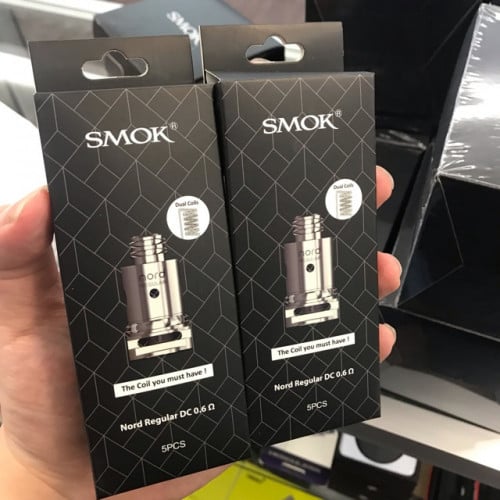 SMOK®
Dual Coils
nord
The Coil you must have !
Nord Regular DC 0.6 Ω
5PCS
SMOK®
Dual Coils
nord
The Coil you must have !
Nord Regular DC 0.6 Ω
5PCS